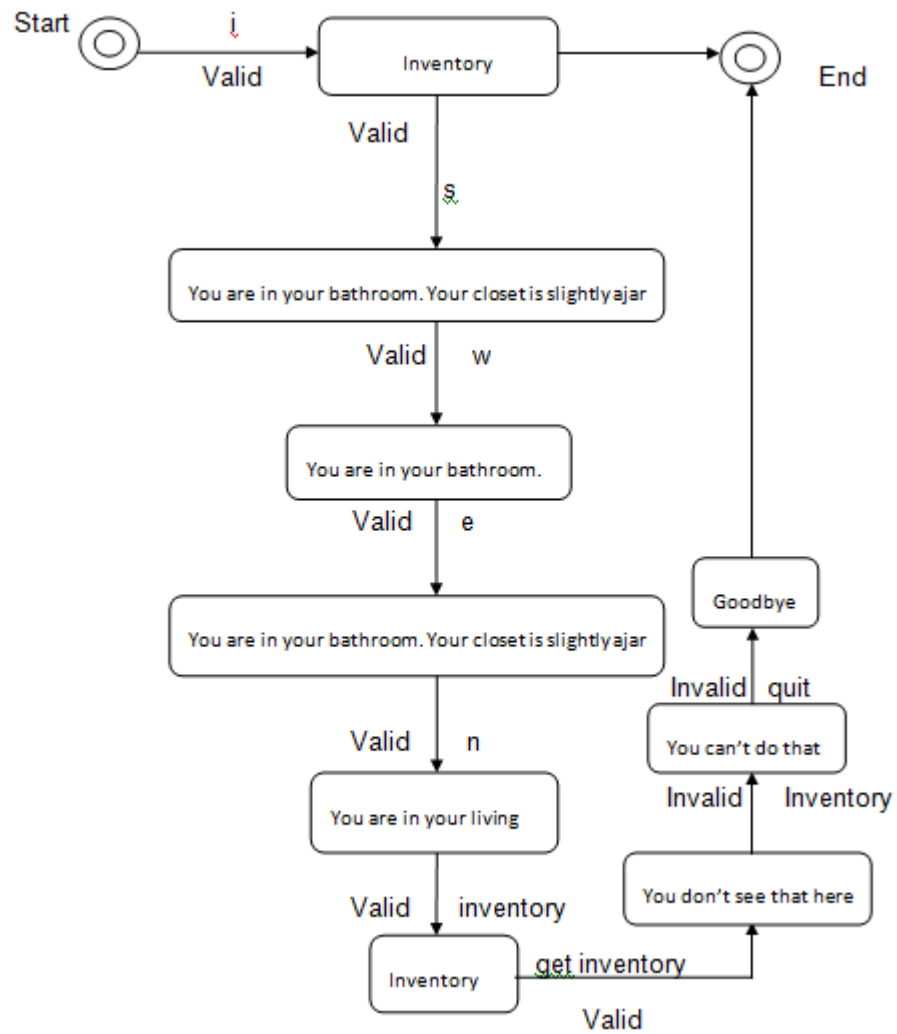 Start
i
Valid
Inventory
End
Valid
s
You are in your bathroom. Your closet is slightly ajar
Valid w
You are in your bathroom.
Valid e
You are in your bathroom. Your closet is slightly ajar
Valid n
You are in your living
Valid inventory
Inventory
get inventory
Valid
You don't see that here
Invalid Inventory
You can't do that
Invalid quit
Goodbye